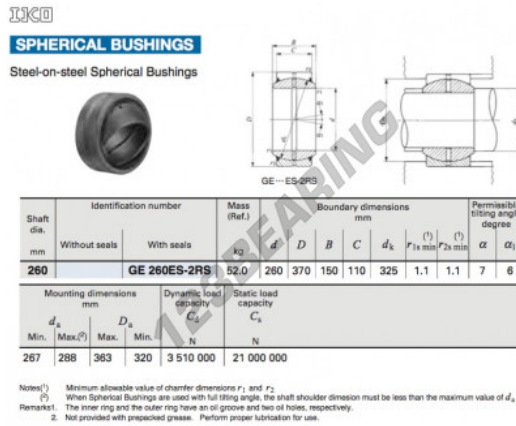 IKO
SPHERICAL BUSHINGS
Steel-on-steel Spherical Bushings
B
C
D
d
GE…ES-2RS
123BEARING
Shaft dia. mm
Identification number
Without seals
With seals
Mass (Ref.) kg
Boundary dimensions mm
d D B C dk r1s min(1) r2s min(1)
Permissible tilting angle degree
α α1
260 GE 260ES-2RS 52.0 260 370 150 110 325 1.1 1.1 7 6
Mounting dimensions mm
da Da
Min. Max.(2) Max. Min.
Dynamic load capacity Cd N
Static load capacity Cs N
267 288 363 320 3 510 000 21 000 000
Notes(1) Minimum allowable value of chamfer dimensions r1 and r2
(2) When Spherical Bushings are used with full tilting angle, the shaft shoulder dimesion must be less than the maximum value of da
Remarks1. The inner ring and the outer ring have an oil groove and two oil holes, respectively.
2. Not provided with prepacked grease. Perform proper lubrication for use.